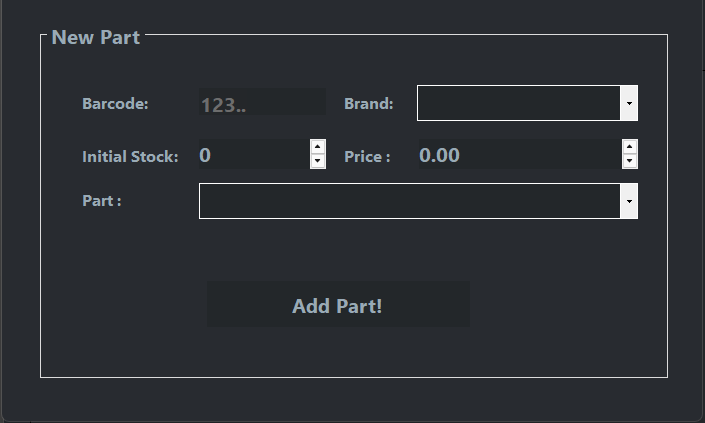 New Part
Barcode: 123.. Brand:
Initial Stock: 0 Price : 0.00
Part :
Add Part!